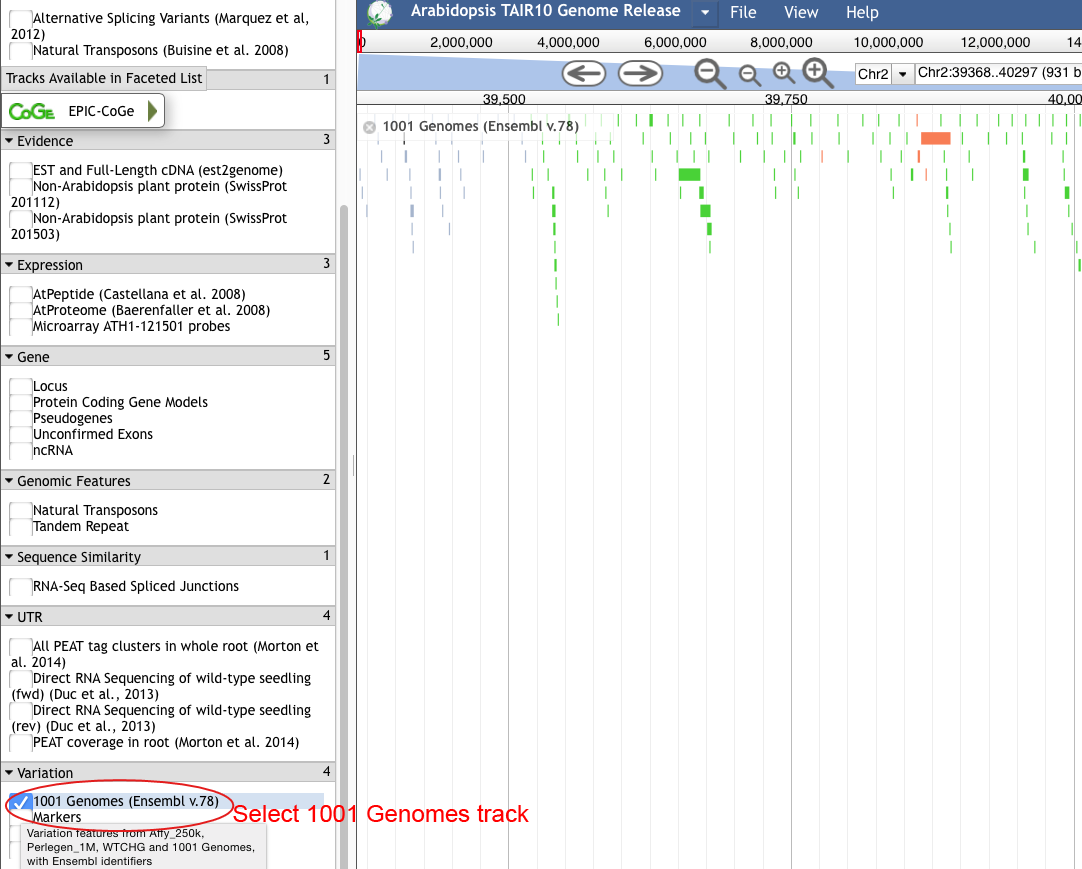 Alternative Splicing Variants (Marquez et al,
2012)
Natural Transposons (Buisine et al. 2008)
Tracks Available in Faceted List 1
CoGe EPIC-CoGe
Evidence 3
EST and Full-Length cDNA (est2genome)
Non-Arabidopsis plant protein (SwissProt
201112)
Non-Arabidopsis plant protein (SwissProt
201503)
Expression 3
AtPeptide (Castellana et al. 2008)
AtProteome (Baerenfaller et al. 2008)
Microarray ATH1-121501 probes
Gene 5
Locus
Protein Coding Gene Models
Pseudogenes
Unconfirmed Exons
ncRNA
Genomic Features 2
Natural Transposons
Tandem Repeat
Sequence Similarity 1
RNA-Seq Based Spliced Junctions
UTR 4
All PEAT tag clusters in whole root (Morton et
al. 2014)
Direct RNA Sequencing of wild-type seedling
(fwd) (Duc et al., 2013)
Direct RNA Sequencing of wild-type seedling
(rev) (Duc et al., 2013)
PEAT coverage in root (Morton et al. 2014)
Variation 4
1001 Genomes (Ensembl v.78)
Markers
Variation features from Affy_250k,
Perlegen_1M, WTCHG and 1001 Genomes,
with Ensembl identifiers
Select 1001 Genomes track
Arabidopsis TAIR10 Genome Release File View Help
0 2,000,000 4,000,000 6,000,000 8,000,000 10,000,000 12,000,000 14
Chr2 Chr2:39368..40297 (931 b
39,500 39,750 40,00
1001 Genomes (Ensembl v.78)